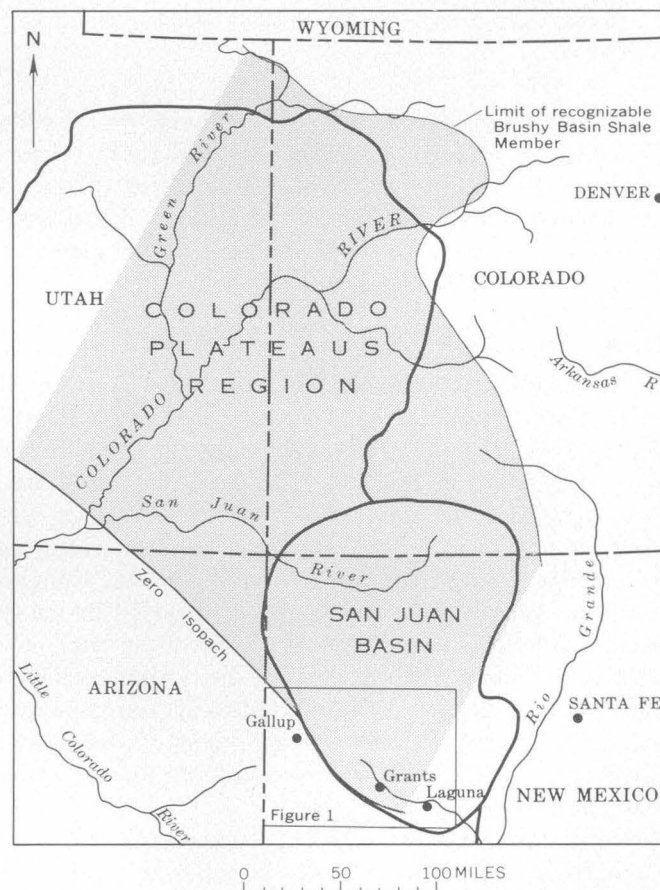 WYOMING
N
Limit of recognizable
Brushy Basin Shale
Member
Green River
DENVER
RIVER
UTAH
COLORADO
COLORADO
PLATEAUS
REGION
Arkansas R
COLORADO
San Juan
River
Zero isopach
SAN JUAN
BASIN
Rio Grande
ARIZONA
Little
Colorado
River
SANTA FE
Gallup
Grants
Laguna
NEW MEXICO
Figure 1
0 50 100 MILES